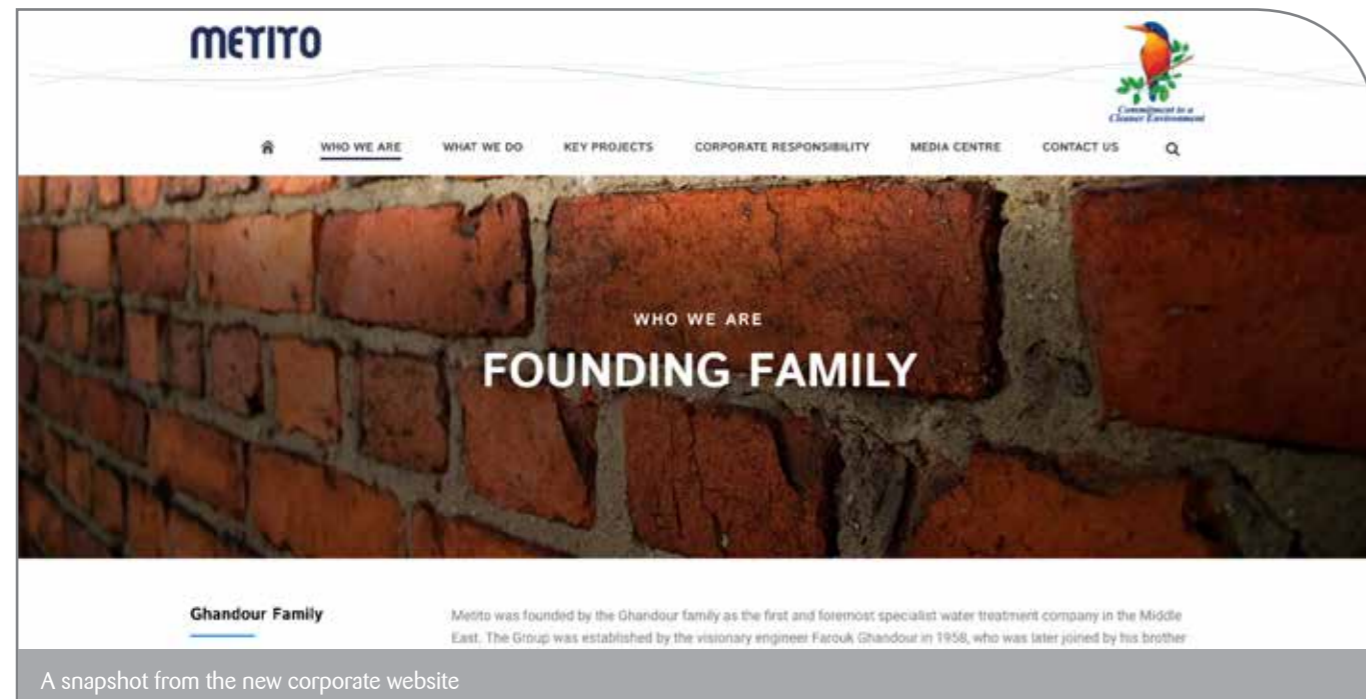 METITO
Commitment to a
Cleaner Environment
WHO WE ARE WHAT WE DO KEY PROJECTS CORPORATE RESPONSIBILITY MEDIA CENTRE CONTACT US
WHO WE ARE
FOUNDING FAMILY
Ghandour Family
Metito was founded by the Ghandour family as the first and foremost specialist water treatment company in the Middle
East. The Group was established by the visionary engineer Farouk Ghandour in 1958, who was later joined by his brother
A snapshot from the new corporate website